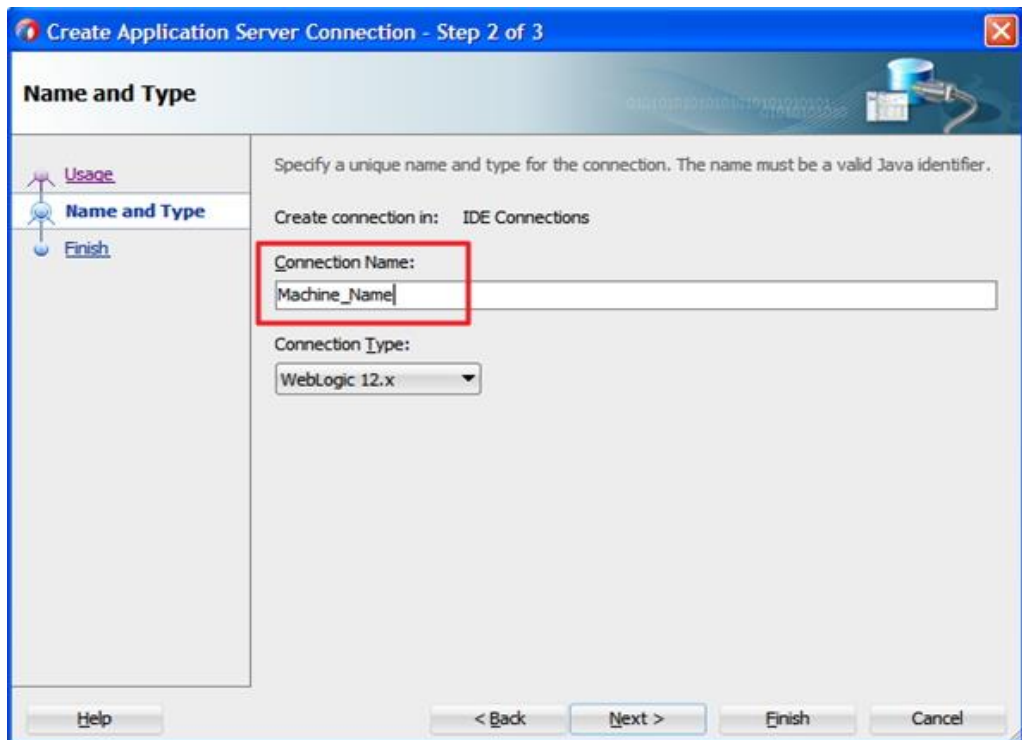 Create Application Server Connection - Step 2 of 3
Name and Type
Usage
Name and Type
Finish
Specify a unique name and type for the connection. The name must be a valid Java identifier.
Create connection in: IDE Connections
Connection Name:
Machine_Name
Connection Type:
WebLogic 12.x
Help
< Back
Next >
Finish
Cancel